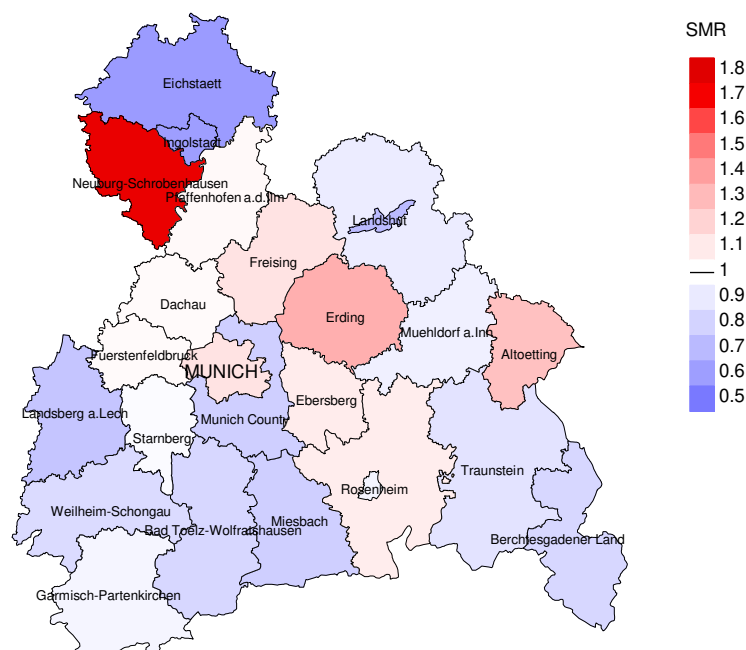 SMR
1.8
1.7
1.6
1.5
1.4
1.3
1.2
1.1
1
0.9
0.8
0.7
0.6
0.5
Eichstaett
Ingolstadt
Neuburg-Schrobenhausen
Pfaffenhofen a.d.Ilm
Landshut
Freising
Dachau
Erding
Muehldorf a.Inn
Altoetting
Fuerstenfeldbruck
MUNICH
Ebersberg
Landsberg a.Lech
Munich County
Starnberg
Traunstein
Rosenheim
Weilheim-Schongau
Miesbach
Bad Toelz-Wolfratshausen
Berchtesgadener Land
Garmisch-Partenkirchen